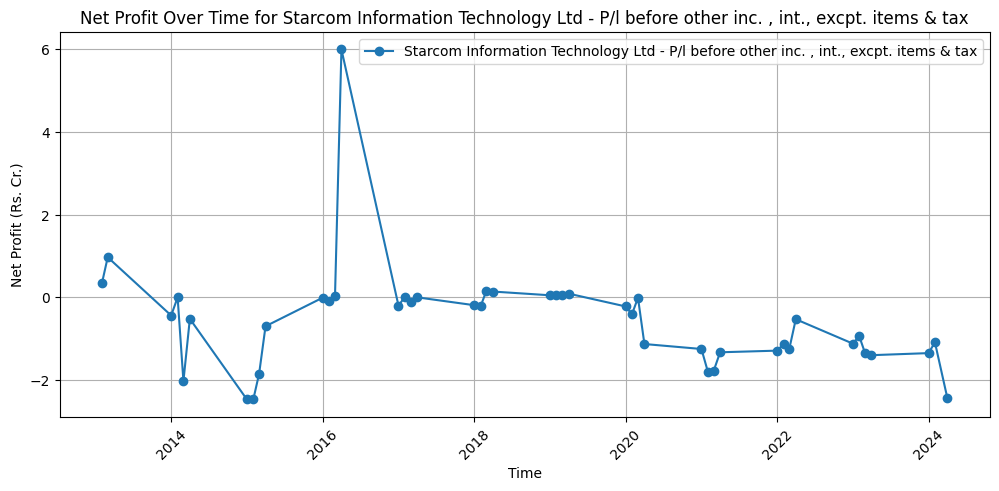 Net Profit Over Time for Starcom Information Technology Ltd - P/l before other inc. , int., excpt. items & tax
Starcom Information Technology Ltd - P/l before other inc. , int., excpt. items & tax
Net Profit (Rs. Cr.)
6
4
2
0
−2
2014
2016
2018
2020
2022
2024
Time